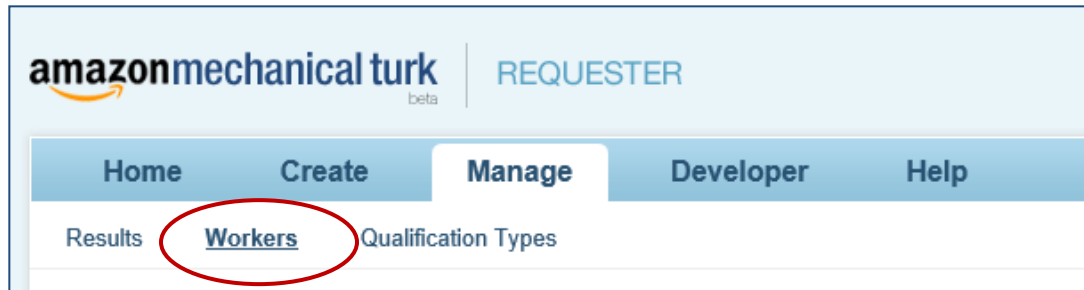 amazonmechanical turk REQUESTER
beta
Home Create Manage Developer Help
Results Workers Qualification Types